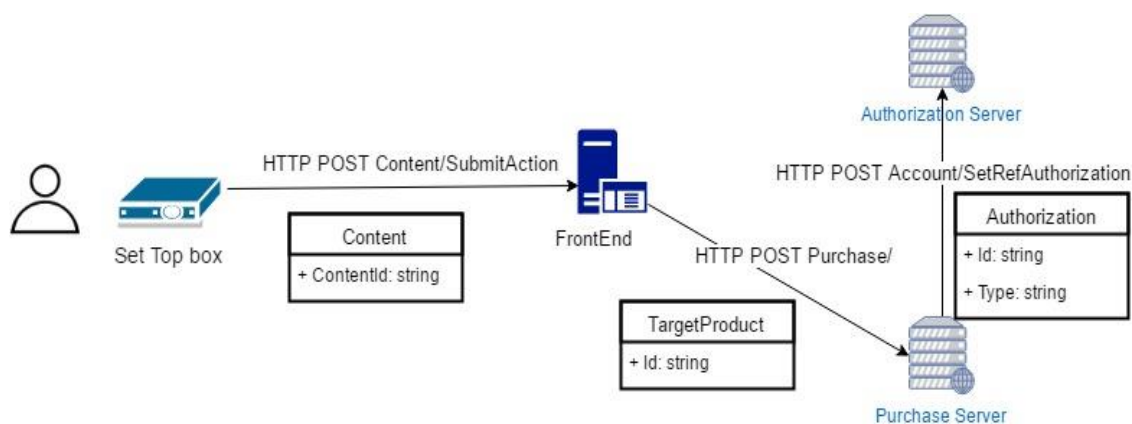 Authorization Server
HTTP POST Content/SubmitAction
HTTP POST Account/SetRefAuthorization
Set Top box
Content
+ ContentId: string
FrontEnd
HTTP POST Purchase/
Authorization
+ Id: string
+ Type: string
TargetProduct
+ Id: string
Purchase Server